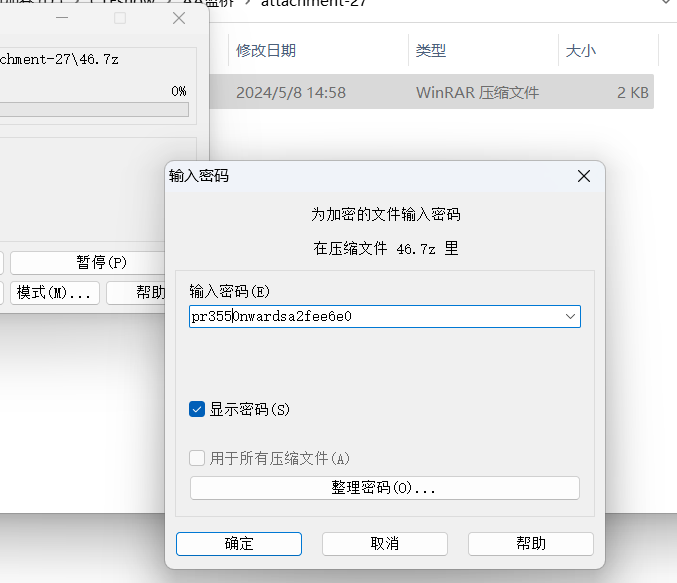 attachment-27
chment-27\46.7z
修改日期 类型 大小
0%
2024/5/8 14:58 WinRAR 压缩文件 2 KB
输入密码
为加密的文件输入密码
在压缩文件 46.7z 里
暂停(P)
模式(M)... 帮助
输入密码(E)
pr3550nwardsa2fee6e0
显示密码(S)
用于所有压缩文件(A)
整理密码(O)...
确定 取消 帮助